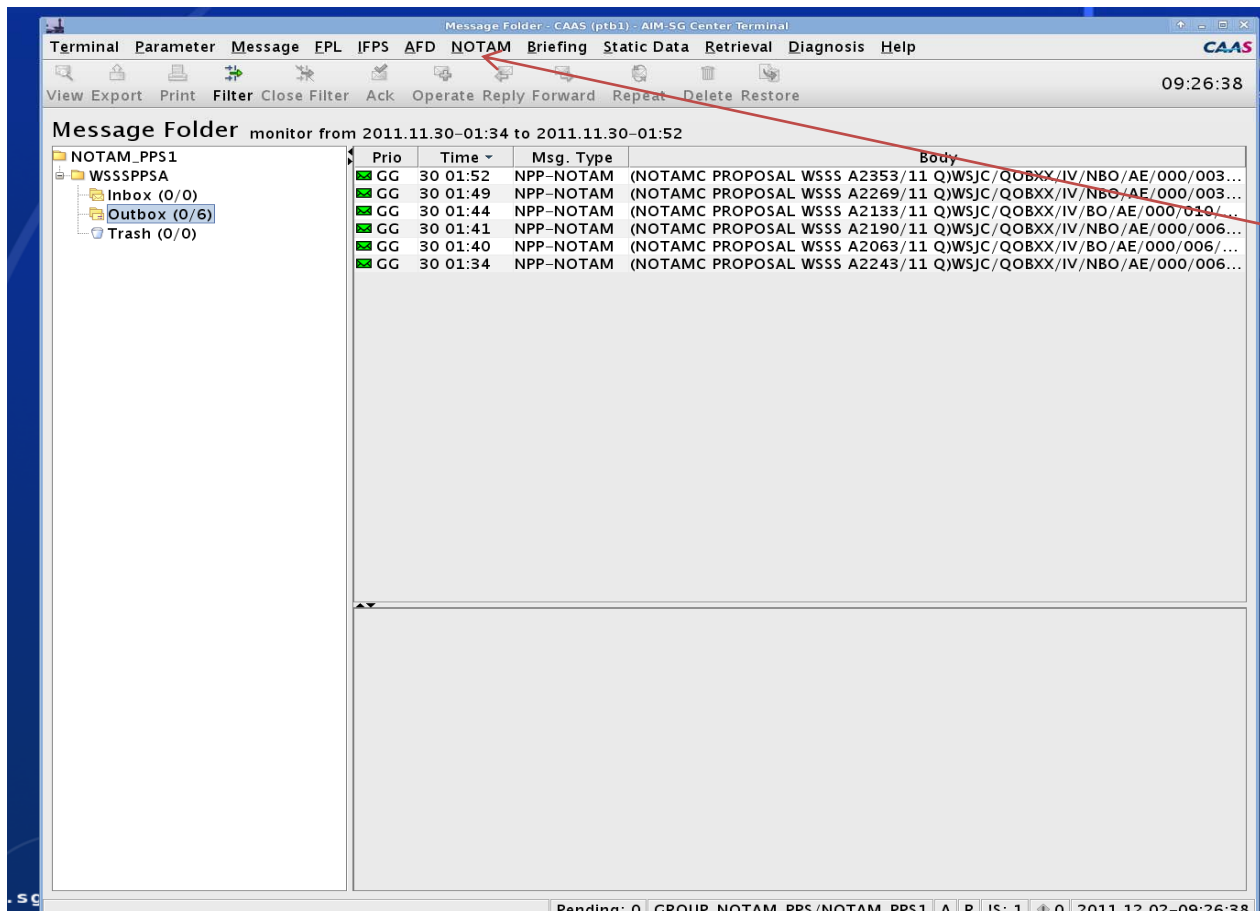 Message Folder - CAAS (ptb1) - AIM-SG Center Terminal
Terminal Parameter Message FPL IFPS AFD NOTAM Briefing Static Data Retrieval Diagnosis Help CAAS
View Export Print Filter Close Filter Ack Operate Reply Forward Repeat Delete Restore
09:26:38
Message Folder monitor from 2011.11.30-01:34 to 2011.11.30-01:52
NOTAM_PPS1
WSSSPPSA
Inbox (0/0)
Outbox (0/6)
Trash (0/0)
Prio Time Msg. Type Body
GG 30 01:52 NPP-NOTAM (NOTAMC PROPOSAL WSSS A2353/11 Q)WSJC/QOBXX/IV/NBO/AE/000/003...
GG 30 01:49 NPP-NOTAM (NOTAMC PROPOSAL WSSS A2269/11 Q)WSJC/QOBXX/IV/NBO/AE/000/003...
GG 30 01:44 NPP-NOTAM (NOTAMC PROPOSAL WSSS A2133/11 Q)WSJC/QOBXX/IV/BO/AE/000/010/...
GG 30 01:41 NPP-NOTAM (NOTAMC PROPOSAL WSSS A2190/11 Q)WSJC/QOBXX/IV/NBO/AE/000/006...
GG 30 01:40 NPP-NOTAM (NOTAMC PROPOSAL WSSS A2063/11 Q)WSJC/QOBXX/IV/BO/AE/000/006/...
GG 30 01:34 NPP-NOTAM (NOTAMC PROPOSAL WSSS A2243/11 Q)WSJC/QOBXX/IV/NBO/AE/000/006...
.sg
Pending: 0 GROUP_NOTAM_PPS/NOTAM_PPS1 A P IS: 1 0 2011.12.02-09:26:38